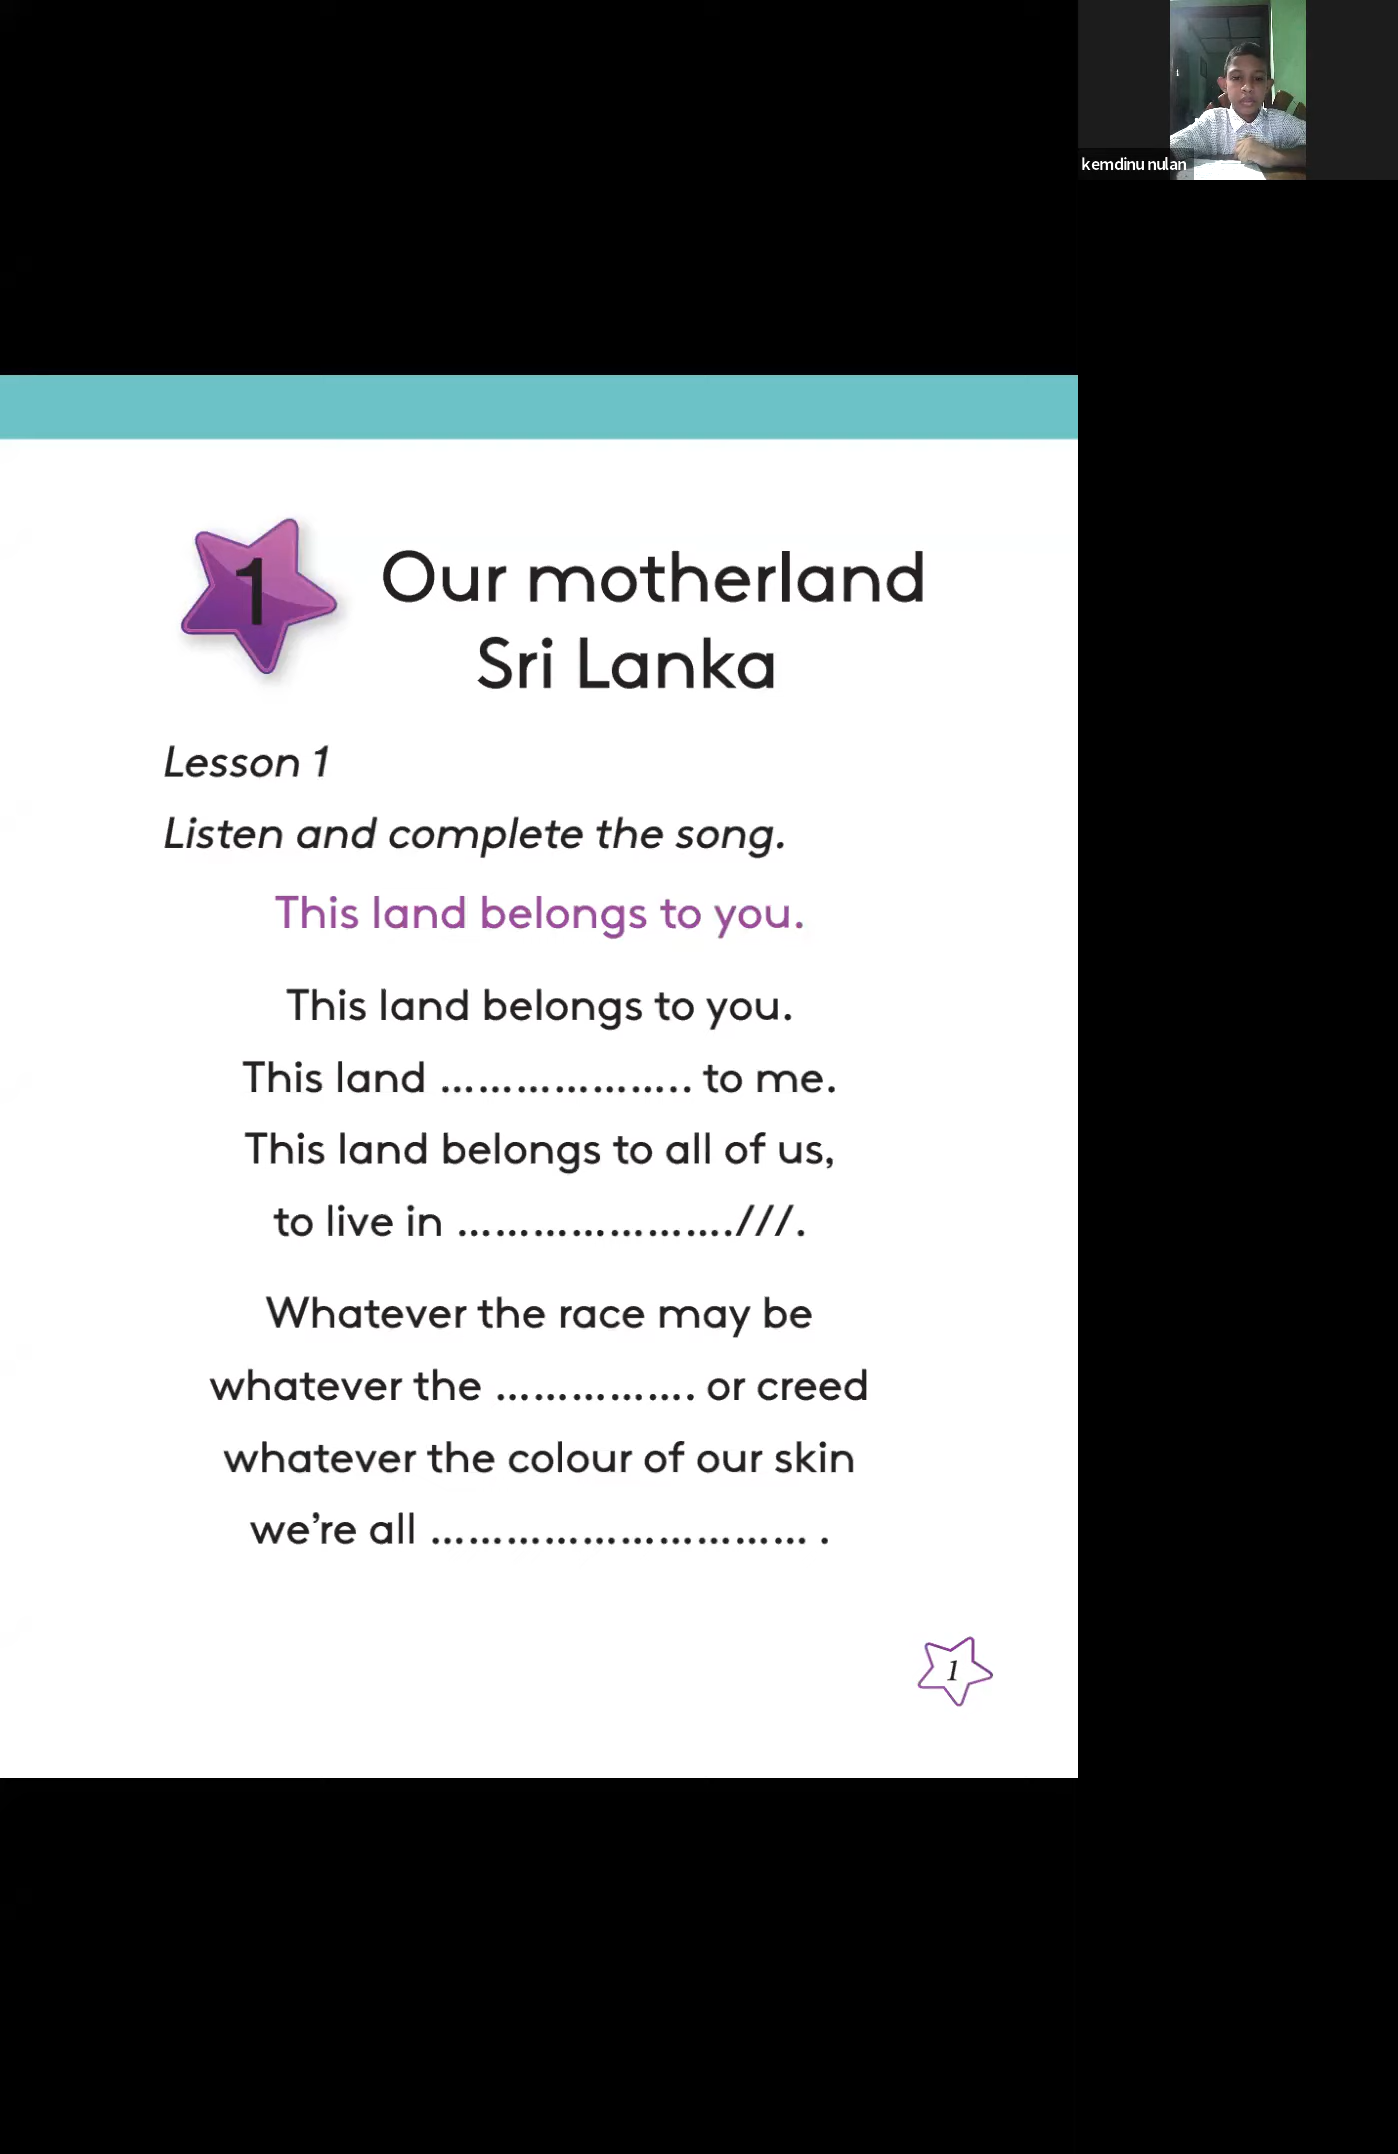 kemdinu nulan
1
Our motherland
Sri Lanka
Lesson 1
Listen and complete the song.
This land belongs to you.
This land belongs to you.
This land ……………….. to me.
This land belongs to all of us,
to live in ………………….///.
Whatever the race may be
whatever the ……………. or creed
whatever the colour of our skin
we’re all ………………………… .
1